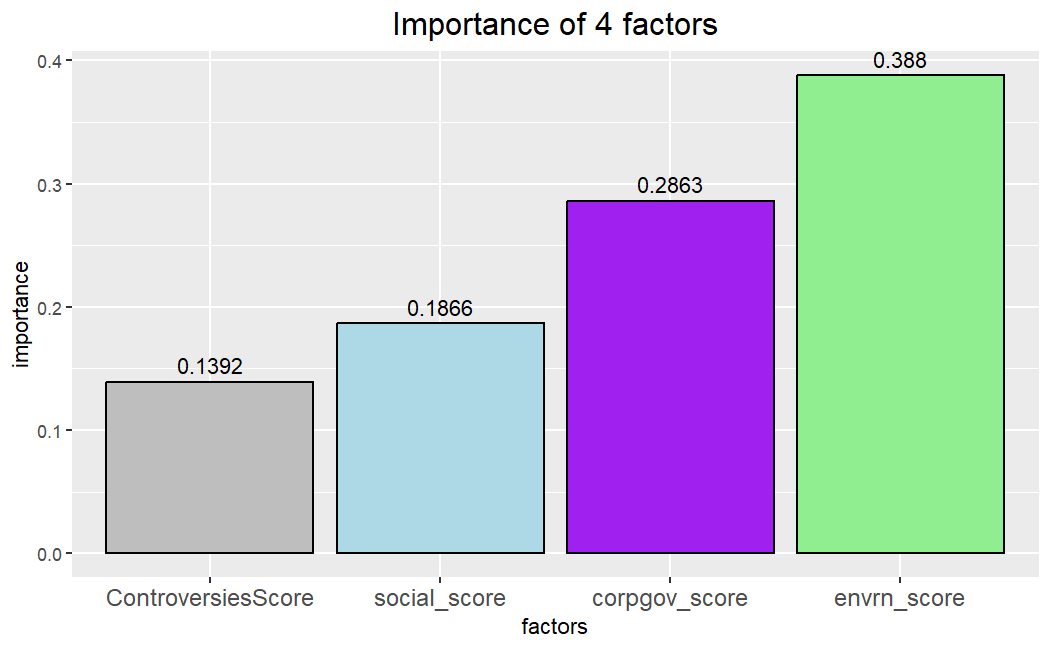 Importance of 4 factors
0.4
0.3
0.2
0.1
0.0
importance
0.1392
0.1866
0.2863
0.388
ControversiesScore
social_score
corpgov_score
envrn_score
factors